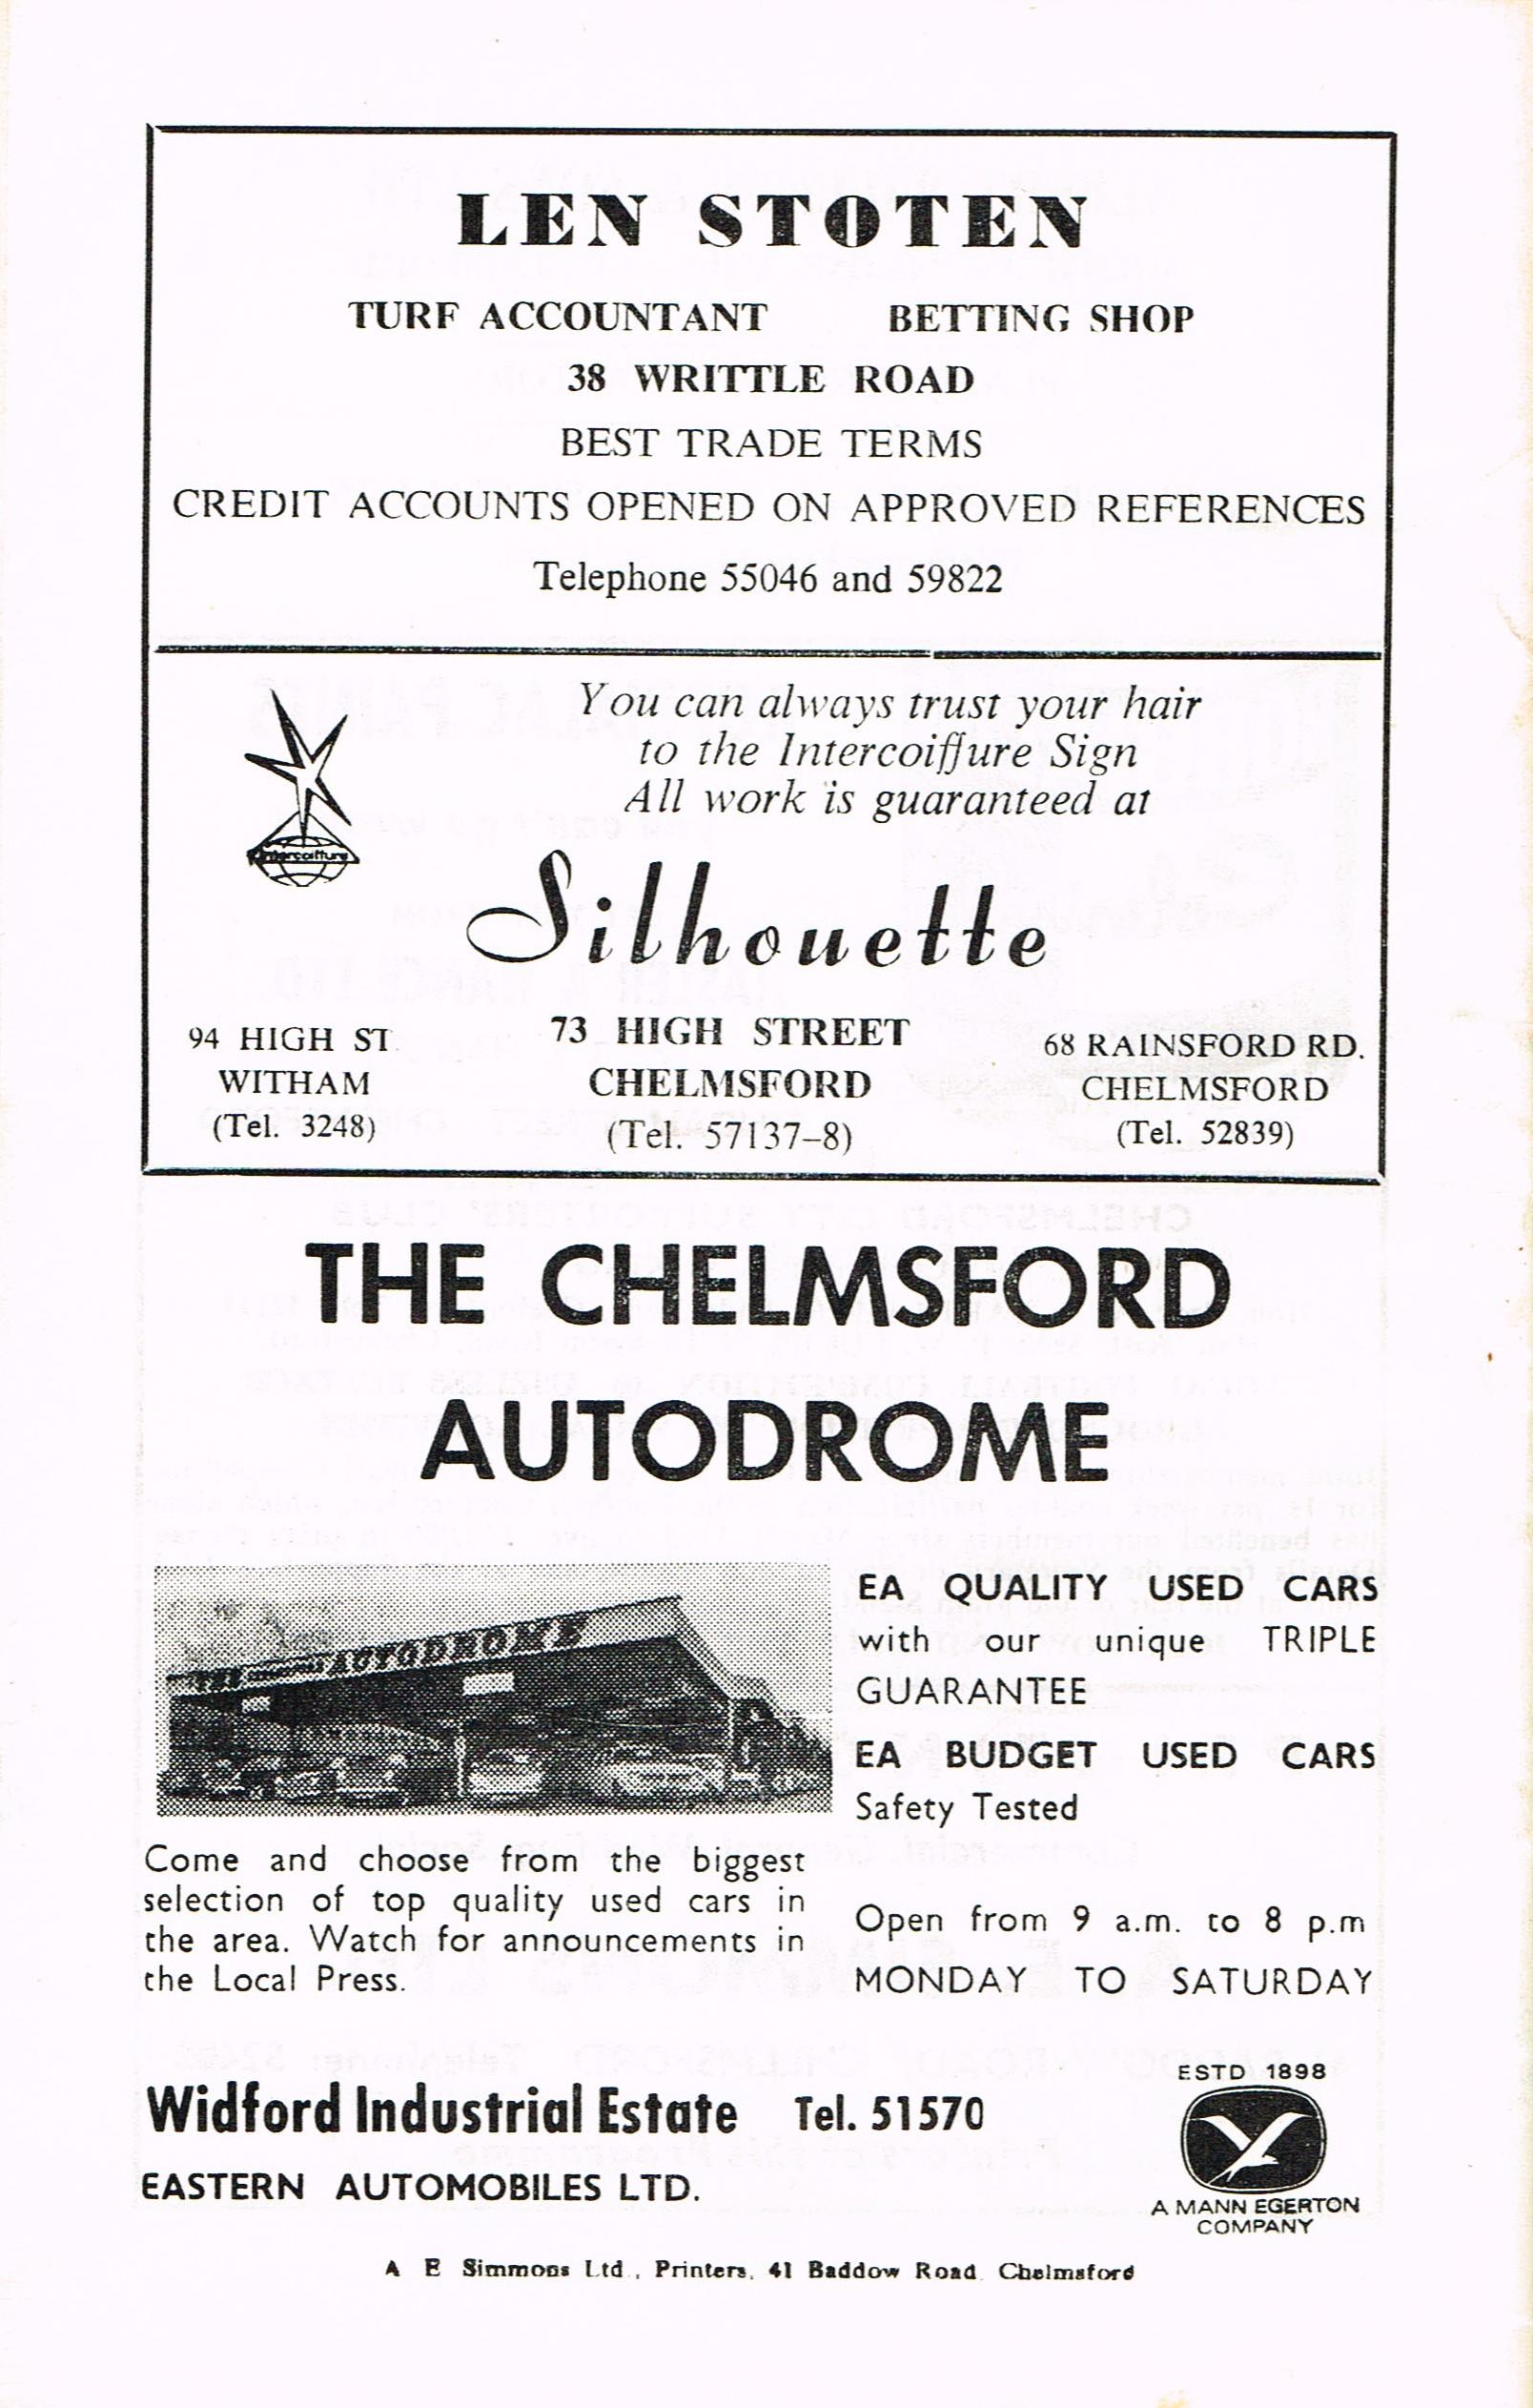 LEN STOTEN
TURF ACCOUNTANT BETTING SHOP
38 WRITTLE ROAD
BEST TRADE TERMS
CREDIT ACCOUNTS OPENED ON APPROVED REFERENCES
Telephone 55046 and 59822
You can always trust your hair
to the Intercoiffure Sign
All work is guaranteed at
Intercoiffure
Silhouette
94 HIGH ST
WITHAM
(Tel. 3248)
73 HIGH STREET
CHELMSFORD
(Tel. 57137-8)
68 RAINSFORD RD.
CHELMSFORD
(Tel. 52839)
THE CHELMSFORD
AUTODROME
AUTODROME
EA QUALITY USED CARS
with our unique TRIPLE
GUARANTEE
EA BUDGET USED CARS
Safety Tested
Come and choose from the biggest
selection of top quality used cars in
the area. Watch for announcements in
the Local Press.
Open from 9 a.m. to 8 p.m
MONDAY TO SATURDAY
Widford Industrial Estate Tel. 51570
EASTERN AUTOMOBILES LTD.
ESTD 1898
A MANN EGERTON
COMPANY
A E Simmons Ltd., Printers, 41 Baddow Road Chelmsford